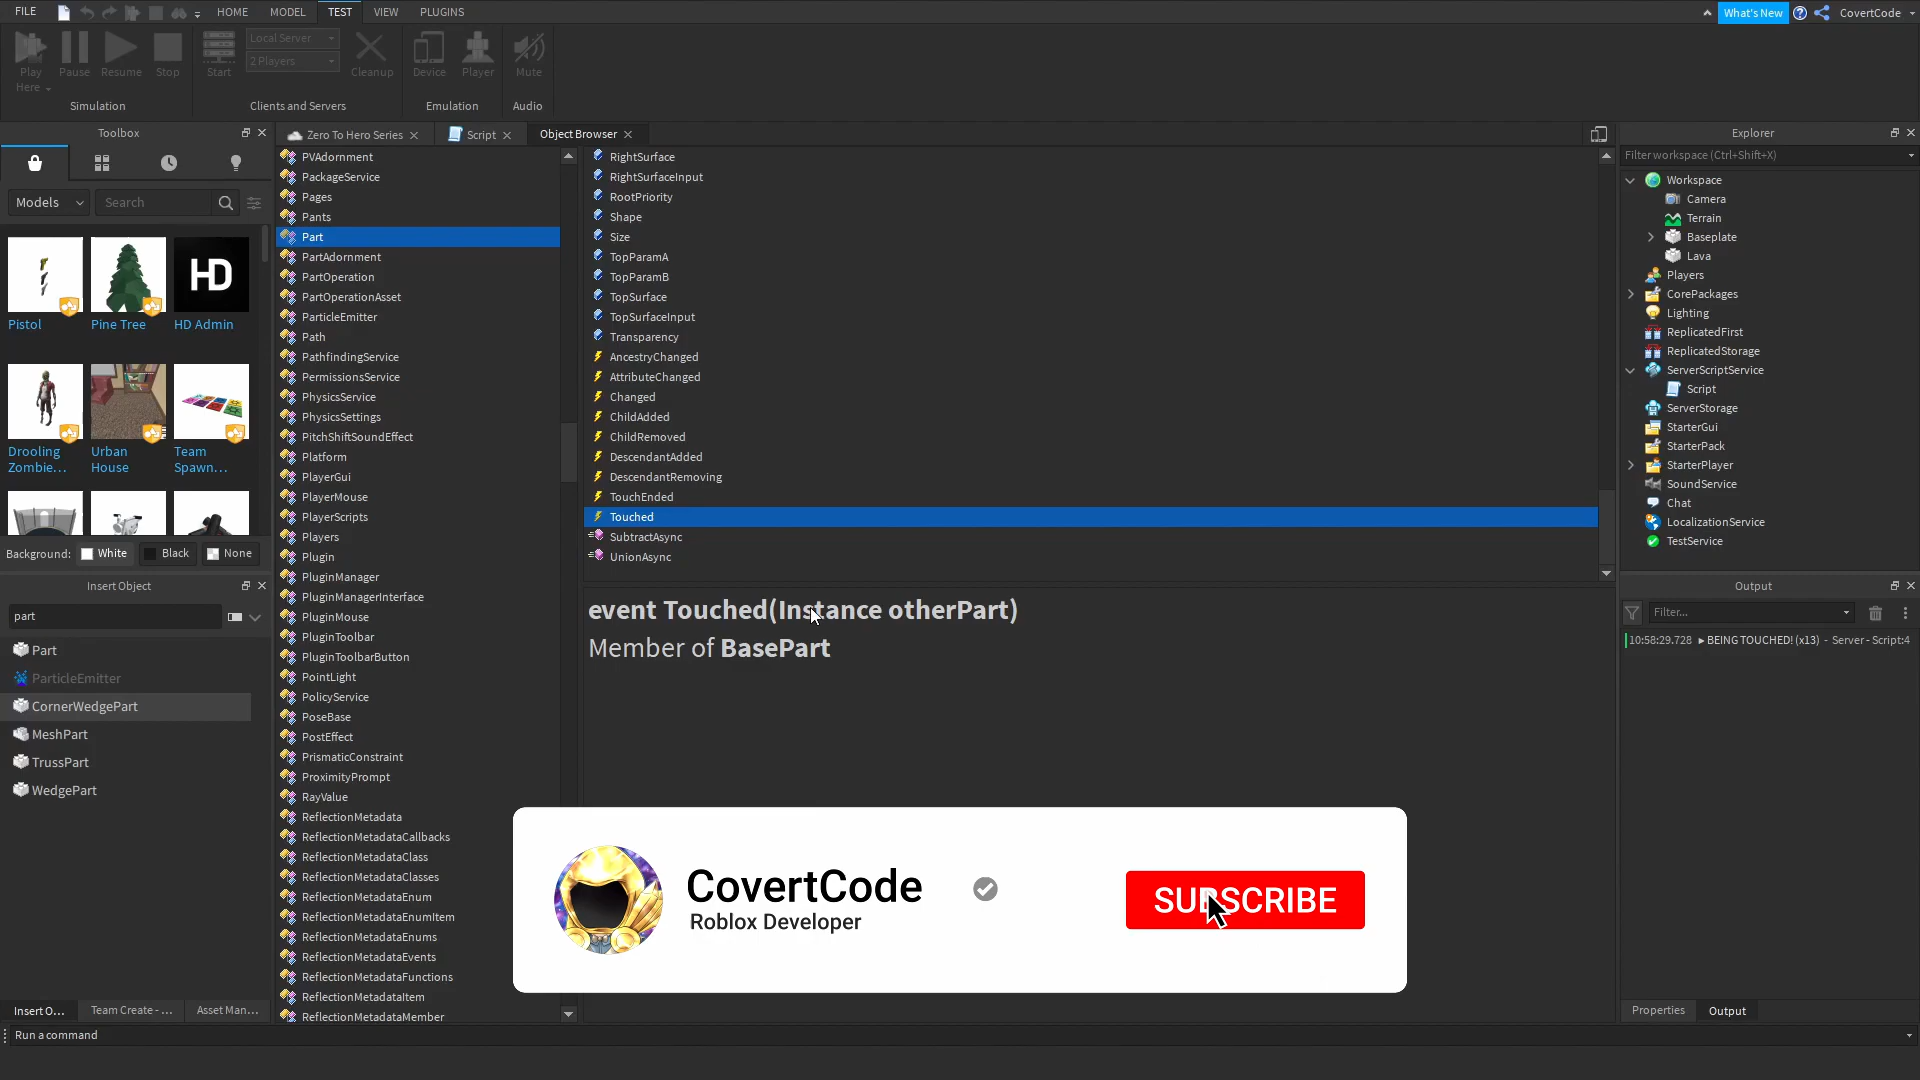 FILE
HOME
MODEL
TEST
VIEW
PLUGINS
What's New
CovertCode
Play
Here
Pause
Resume
Stop
Simulation
Start
Local Server
2 Players
Cleanup
Clients and Servers
Device
Player
Emulation
Mute
Audio
Toolbox
Models
Search
HD
Pistol
Pine Tree
HD Admin
Drooling
Zombie...
Urban
House
Team
Spawn...
Background:
White
Black
None
Insert Object
part
Part
ParticleEmitter
CornerWedgePart
MeshPart
TrussPart
WedgePart
Insert O...
Team Create - ...
Asset Man...
Run a command
Zero To Hero Series
Script
Object Browser
PVAdornment
PackageService
Pages
Pants
Part
PartAdornment
PartOperation
PartOperationAsset
ParticleEmitter
Path
PathfindingService
PermissionsService
PhysicsService
PhysicsSettings
PitchShiftSoundEffect
Platform
PlayerGui
PlayerMouse
PlayerScripts
Players
Plugin
PluginManager
PluginManagerInterface
PluginMouse
PluginToolbar
PluginToolbarButton
PointLight
PolicyService
PoseBase
PostEffect
PrismaticConstraint
ProximityPrompt
RayValue
ReflectionMetadata
ReflectionMetadataCallbacks
ReflectionMetadataClass
ReflectionMetadataClasses
ReflectionMetadataEnum
ReflectionMetadataEnumItem
ReflectionMetadataEnums
ReflectionMetadataEvents
ReflectionMetadataFunctions
ReflectionMetadataItem
ReflectionMetadataMember
RightSurface
RightSurfaceInput
RootPriority
Shape
Size
TopParamA
TopParamB
TopSurface
TopSurfaceInput
Transparency
AncestryChanged
AttributeChanged
Changed
ChildAdded
ChildRemoved
DescendantAdded
DescendantRemoving
TouchEnded
Touched
SubtractAsync
UnionAsync
event Touched(Instance otherPart)
Member of BasePart
CovertCode
Roblox Developer
SUBSCRIBE
Explorer
Filter workspace (Ctrl+Shift+X)
Workspace
Camera
Terrain
Baseplate
Lava
Players
CorePackages
Lighting
ReplicatedFirst
ReplicatedStorage
ServerScriptService
Script
ServerStorage
StarterGui
StarterPack
StarterPlayer
SoundService
Chat
LocalizationService
TestService
Output
Filter...
10:58:29.728 ▸ BEING TOUCHED! (x13) - Server - Script:4
Properties
Output